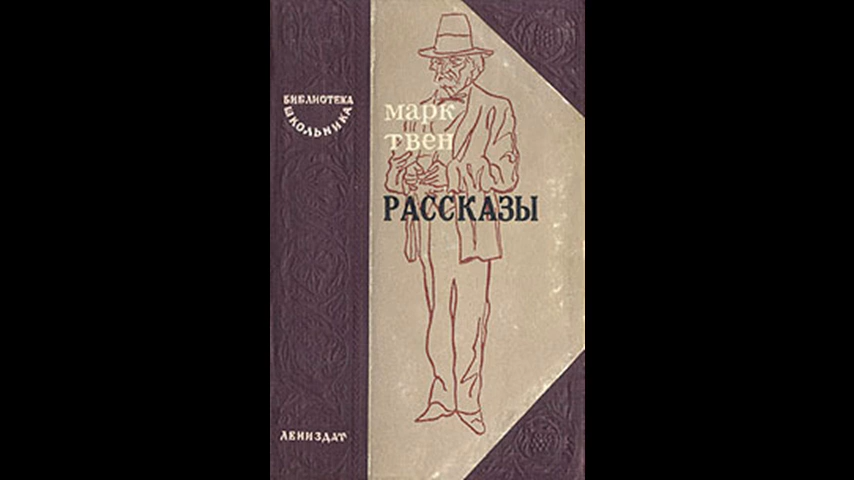 БИБЛИОТЕКА
ШКОЛЬНИКА
марк
твен
РАССКАЗЫ
ЛЕНИЗДАТ